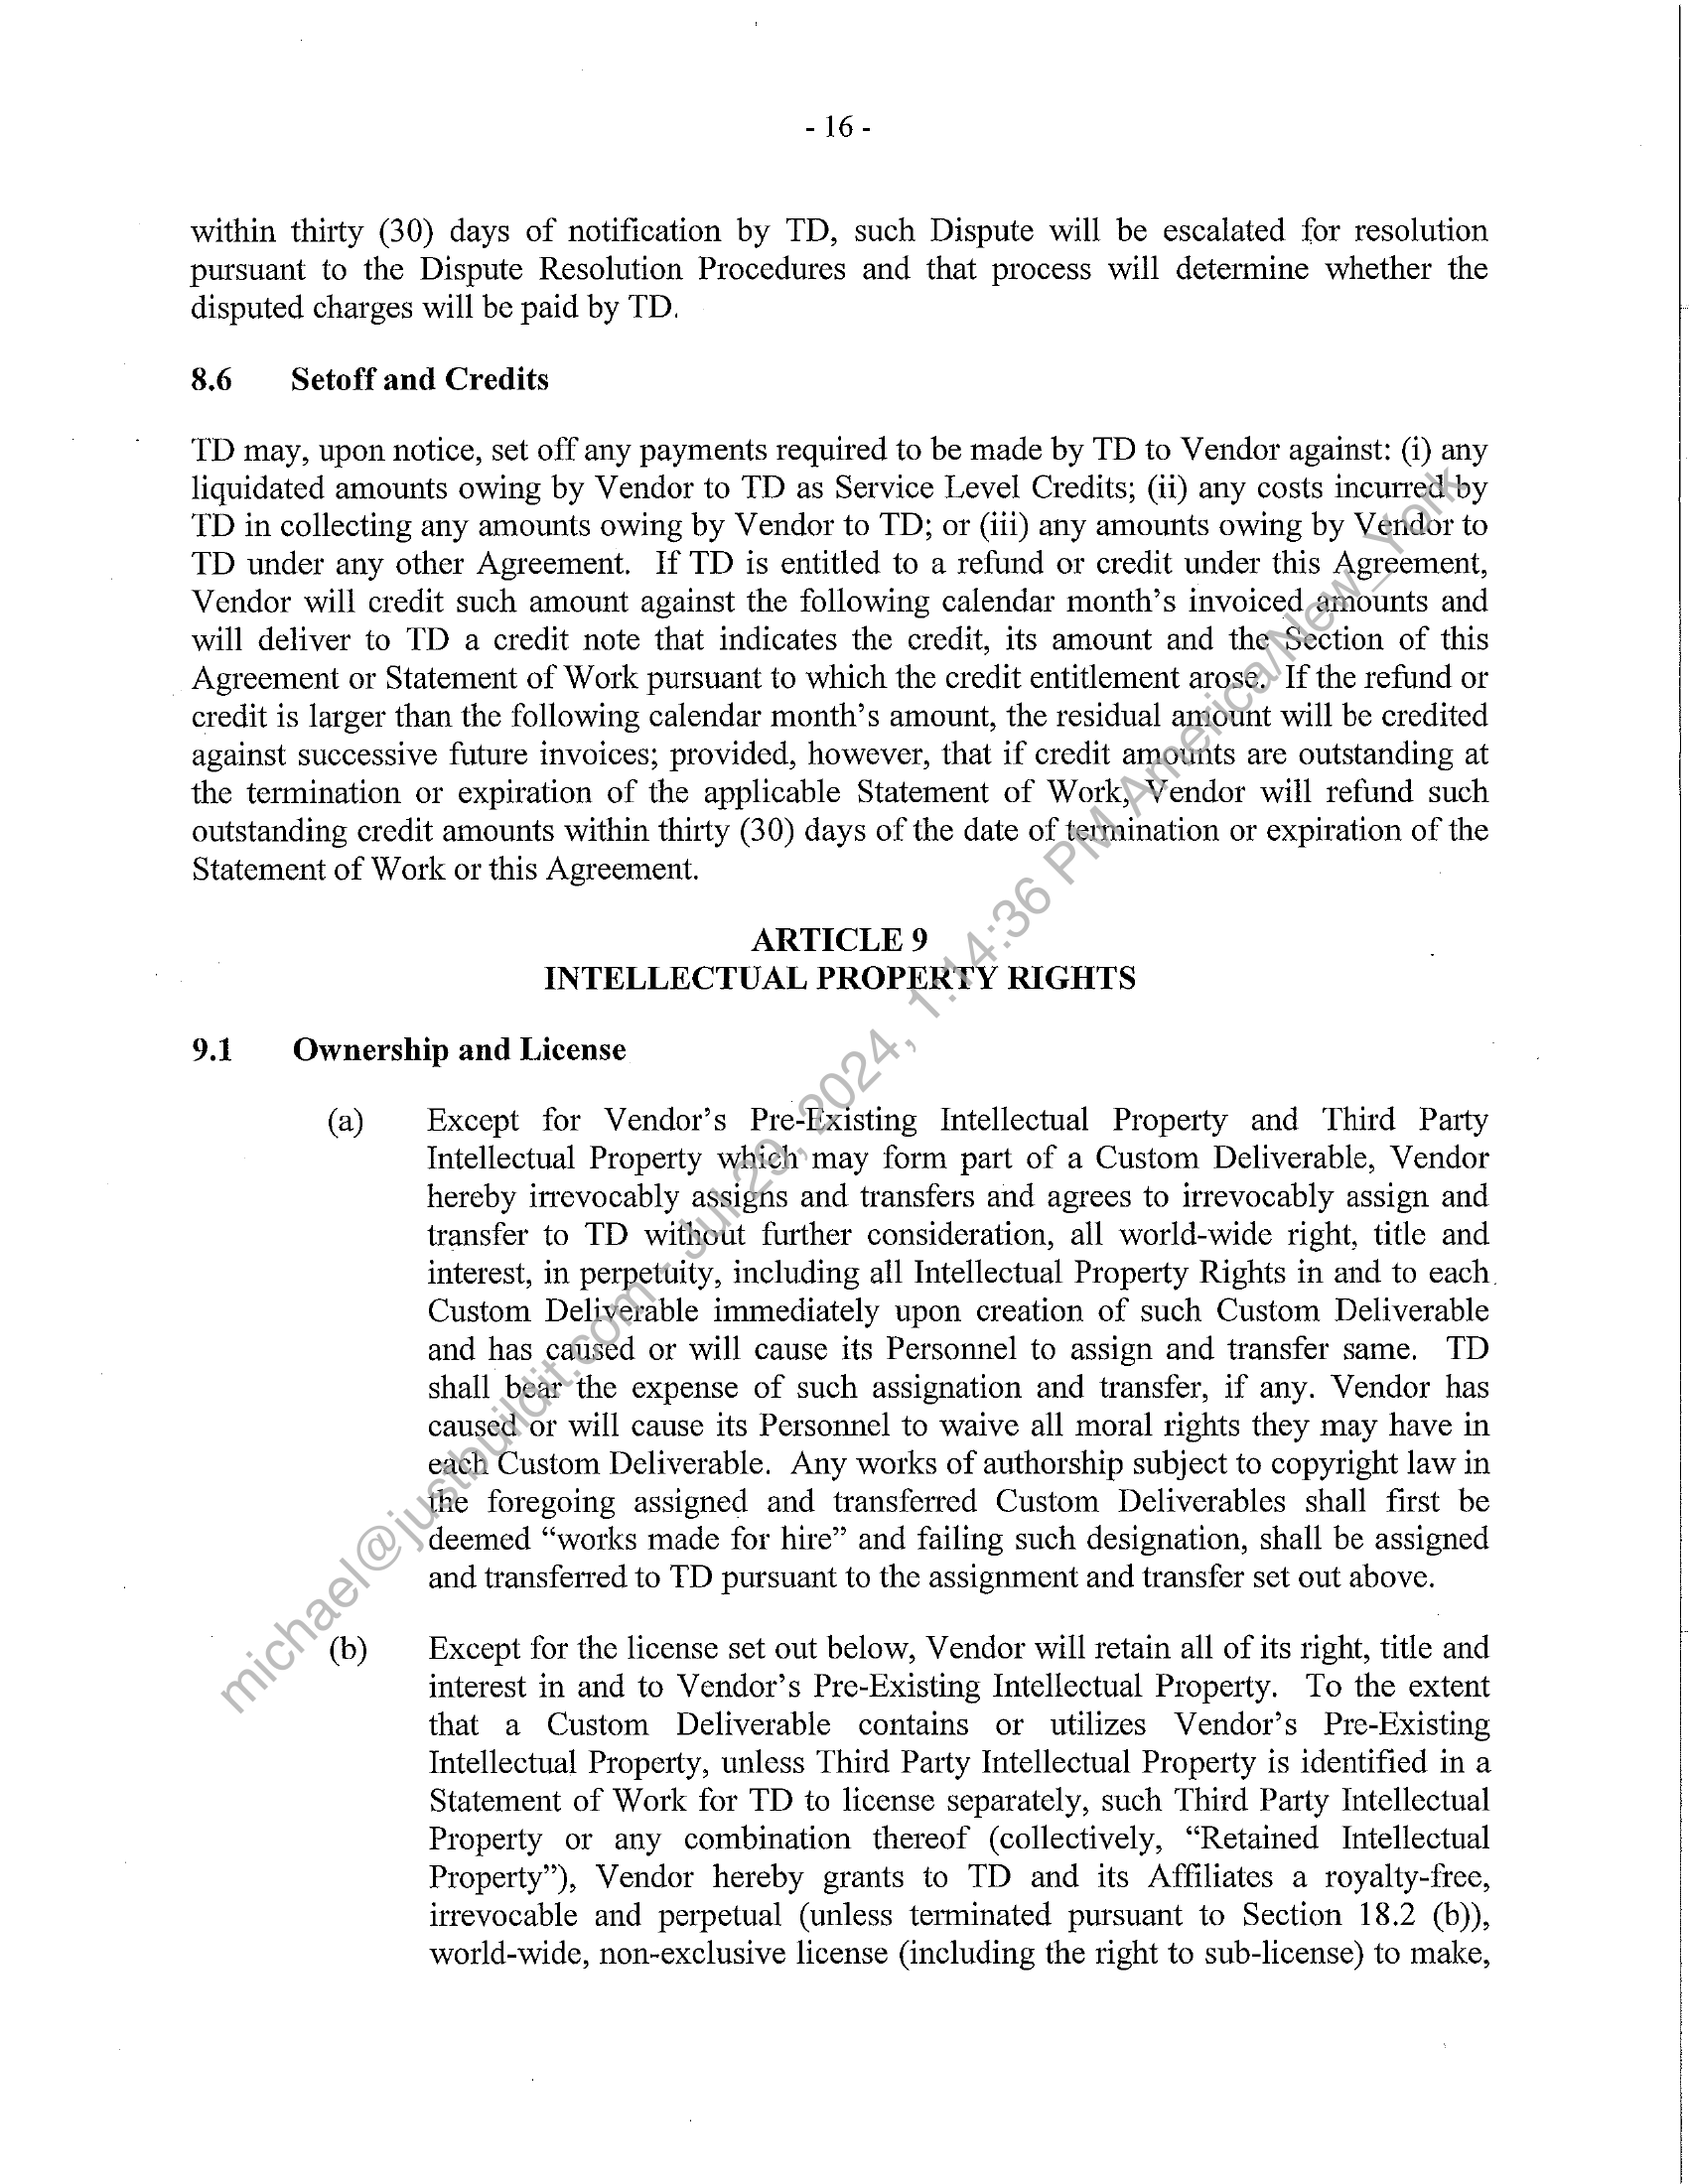 - 16 -
within thirty (30) days of notification by TD, such Dispute will be escalated for resolution
pursuant to the Dispute Resolution Procedures and that process will determine whether the
disputed charges will be paid by TD.
8.6 Setoff and Credits
TD may, upon notice, set off any payments required to be made by TD to Vendor against: (i) any
liquidated amounts owing by Vendor to TD as Service Level Credits; (ii) any costs incurred by
TD in collecting any amounts owing by Vendor to TD; or (iii) any amounts owing by Vendor to
TD under any other Agreement. If TD is entitled to a refund or credit under this Agreement,
Vendor will credit such amount against the following calendar month's invoiced amounts and
will deliver to TD a credit note that indicates the credit, its amount and the Section of this
Agreement or Statement of Work pursuant to which the credit entitlement arose. If the refund or
credit is larger than the following calendar month's amount, the residual amount will be credited
against successive future invoices; provided, however, that if credit amounts are outstanding at
the termination or expiration of the applicable Statement of Work, Vendor will refund such
outstanding credit amounts within thirty (30) days of the date of termination or expiration of the
Statement of Work or this Agreement.
ARTICLE 9
INTELLECTUAL PROPERTY RIGHTS
9.1 Ownership and License
(a) Except for Vendor's Pre-Existing Intellectual Property and Third Party
Intellectual Property which may form part of a Custom Deliverable, Vendor
hereby irrevocably assigns and transfers and agrees to irrevocably assign and
transfer to TD without further consideration, all world-wide right, title and
interest, in perpetuity, including all Intellectual Property Rights in and to each
Custom Deliverable immediately upon creation of such Custom Deliverable
and has caused or will cause its Personnel to assign and transfer same. TD
shall bear the expense of such assignation and transfer, if any. Vendor has
caused or will cause its Personnel to waive all moral rights they may have in
each Custom Deliverable. Any works of authorship subject to copyright law in
the foregoing assigned and transferred Custom Deliverables shall first be
deemed "works made for hire" and failing such designation, shall be assigned
and transferred to TD pursuant to the assignment and transfer set out above.
(b) Except for the license set out below, Vendor will retain all of its right, title and
interest in and to Vendor's Pre-Existing Intellectual Property. To the extent
that a Custom Deliverable contains or utilizes Vendor's Pre-Existing
Intellectual Property, unless Third Party Intellectual Property is identified in a
Statement of Work for TD to license separately, such Third Party Intellectual
Property or any combination thereof (collectively, "Retained Intellectual
Property"), Vendor hereby grants to TD and its Affiliates a royalty-free,
irrevocable and perpetual (unless terminated pursuant to Section 18.2 (b)),
world-wide, non-exclusive license (including the right to sub-license) to make,
michael@justbuildit.com - Jul 29, 2024, 1:14:36 PM America/New_York